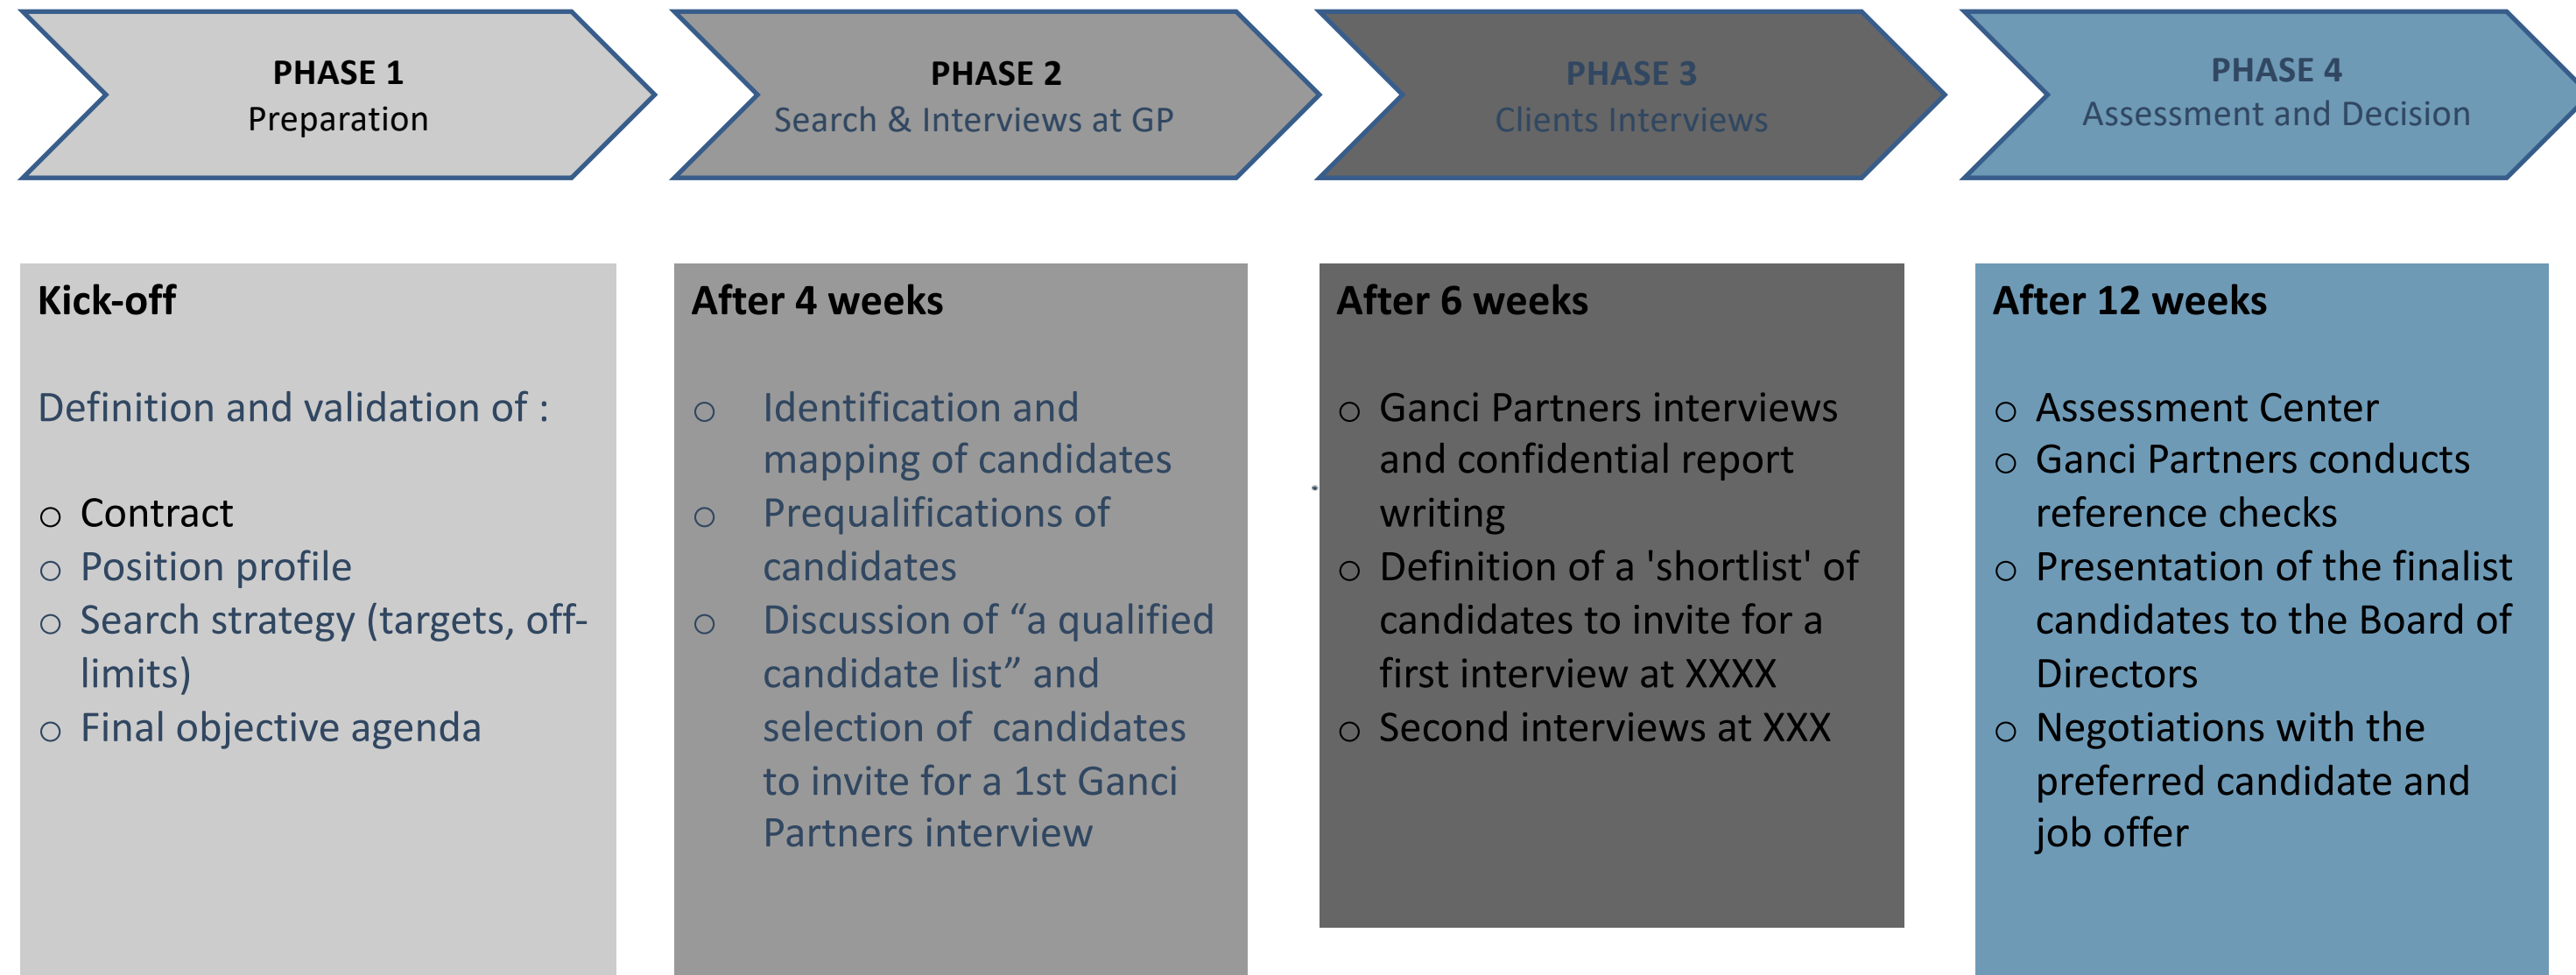 PHASE 1
Preparation
PHASE 2
Search & Interviews at GP
PHASE 3
Clients Interviews
PHASE 4
Assessment and Decision
Kick-off
Definition and validation of :
o Contract
o Position profile
o Search strategy (targets, off-
limits)
o Final objective agenda
After 4 weeks
o Identification and
mapping of candidates
o Prequalifications of
candidates
o Discussion of “a qualified
candidate list” and
selection of  candidates
to invite for a 1st Ganci
Partners interview
After 6 weeks
o Ganci Partners interviews
and confidential report
writing
o Definition of a 'shortlist' of
candidates to invite for a
first interview at XXXX
o Second interviews at XXX
After 12 weeks
o Assessment Center
o Ganci Partners conducts
reference checks
o Presentation of the finalist
candidates to the Board of
Directors
o Negotiations with the
preferred candidate and
job offer